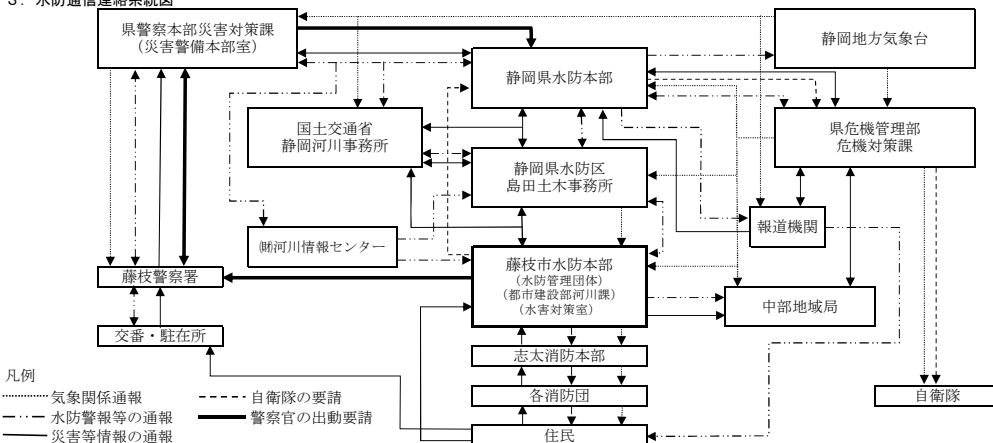 3. 水防通信連絡系統図
県警察本部災害対策課
(災害警備本部室)
静岡県水防本部
静岡地方気象台
国土交通省
静岡河川事務所
静岡県水防区
島田土木事務所
県危機管理部
危機対策課
㈶河川情報センター
報道機関
藤枝警察署
藤枝市水防本部
(水防管理団体)
(都市建設部河川課)
(水害対策室)
中部地域局
交番・駐在所
志太消防本部
各消防団
住民
自衛隊
凡例
気象関係通報
水防警報等の通報
災害等情報の通報
自衛隊の要請
警察官の出動要請